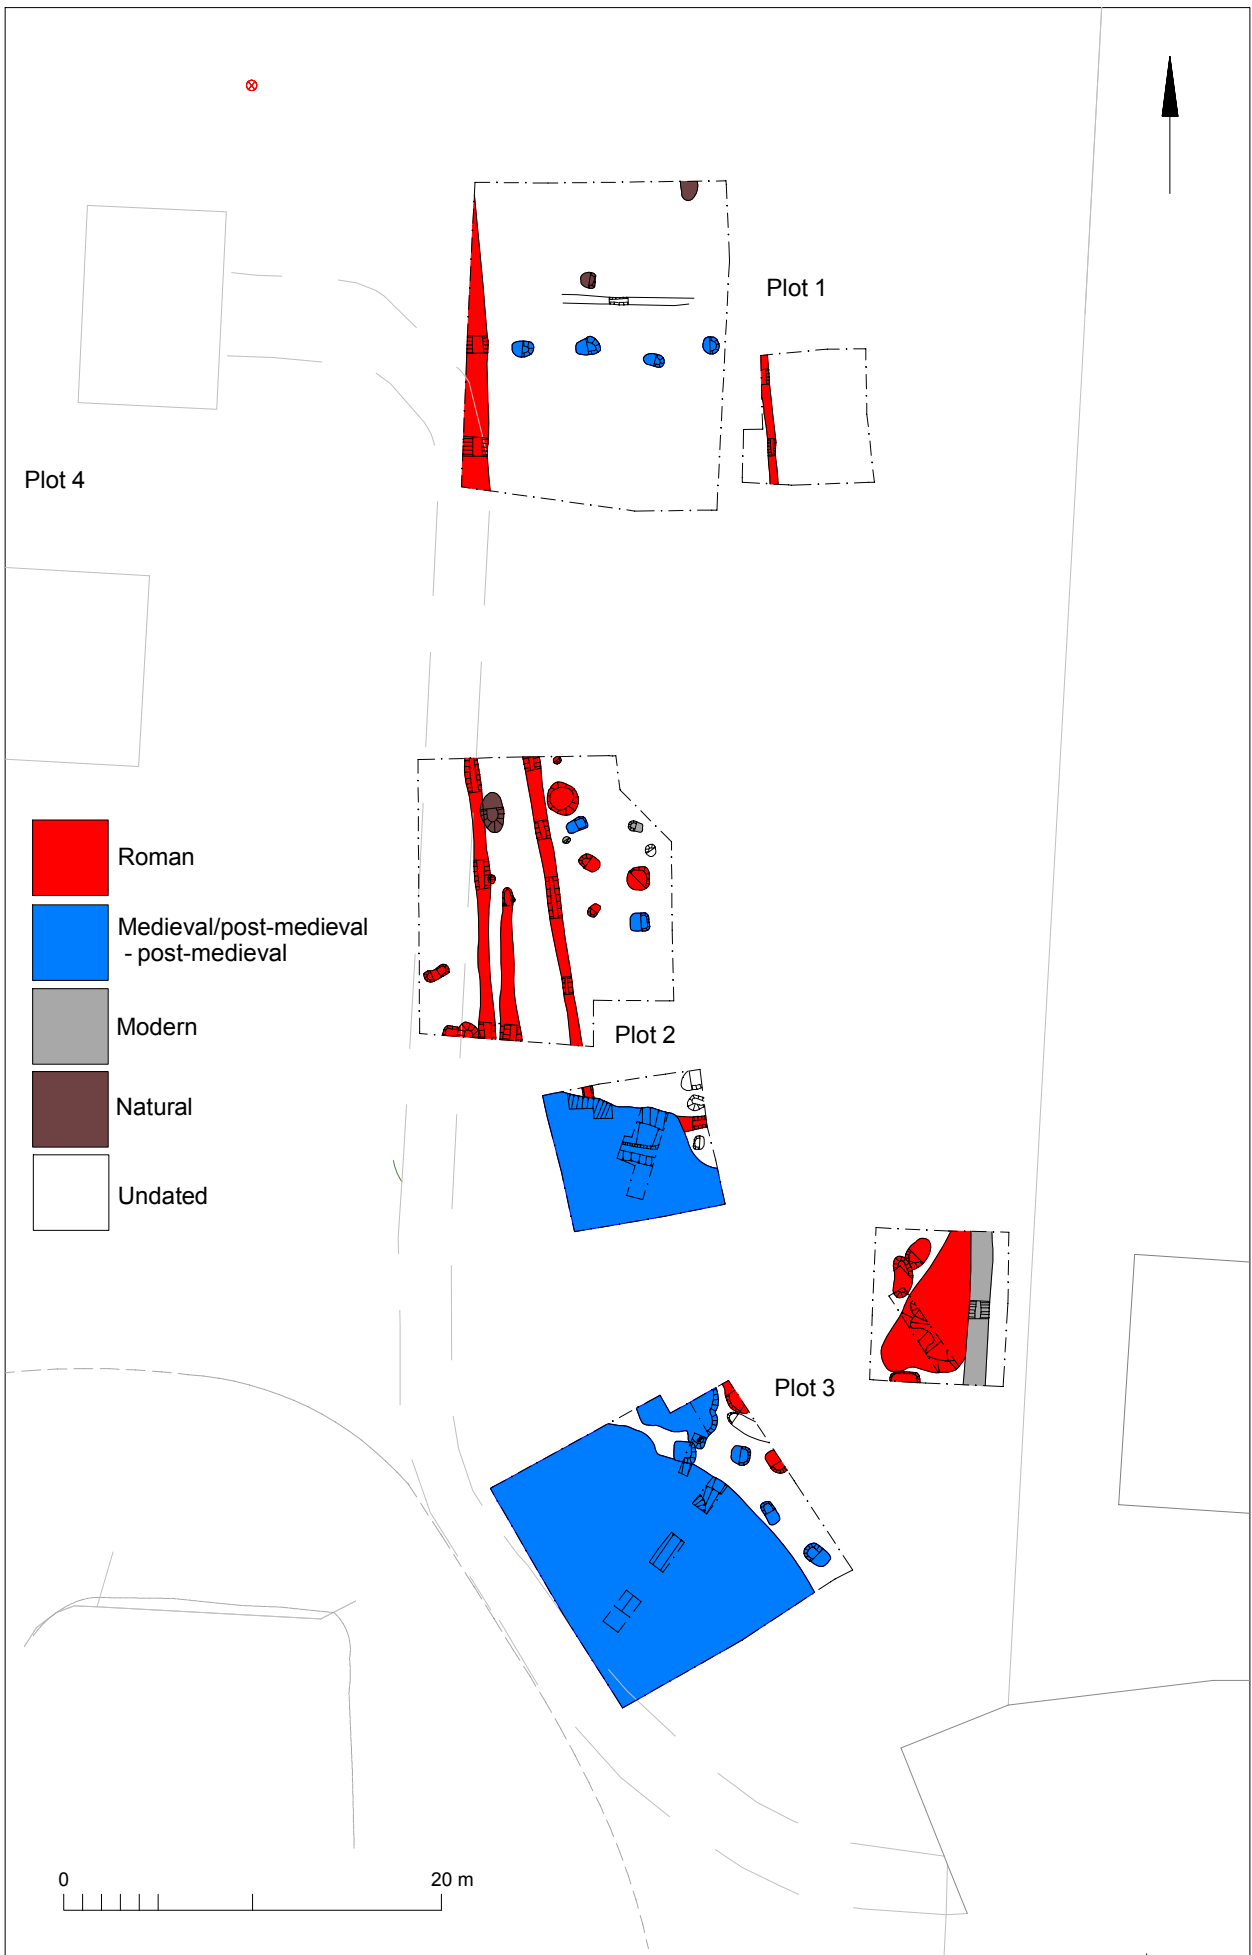 Plot 1
Plot 4
Roman
Medieval/post-medieval
- post-medieval
Modern
Natural
Undated
Plot 2
Plot 3
0
20 m